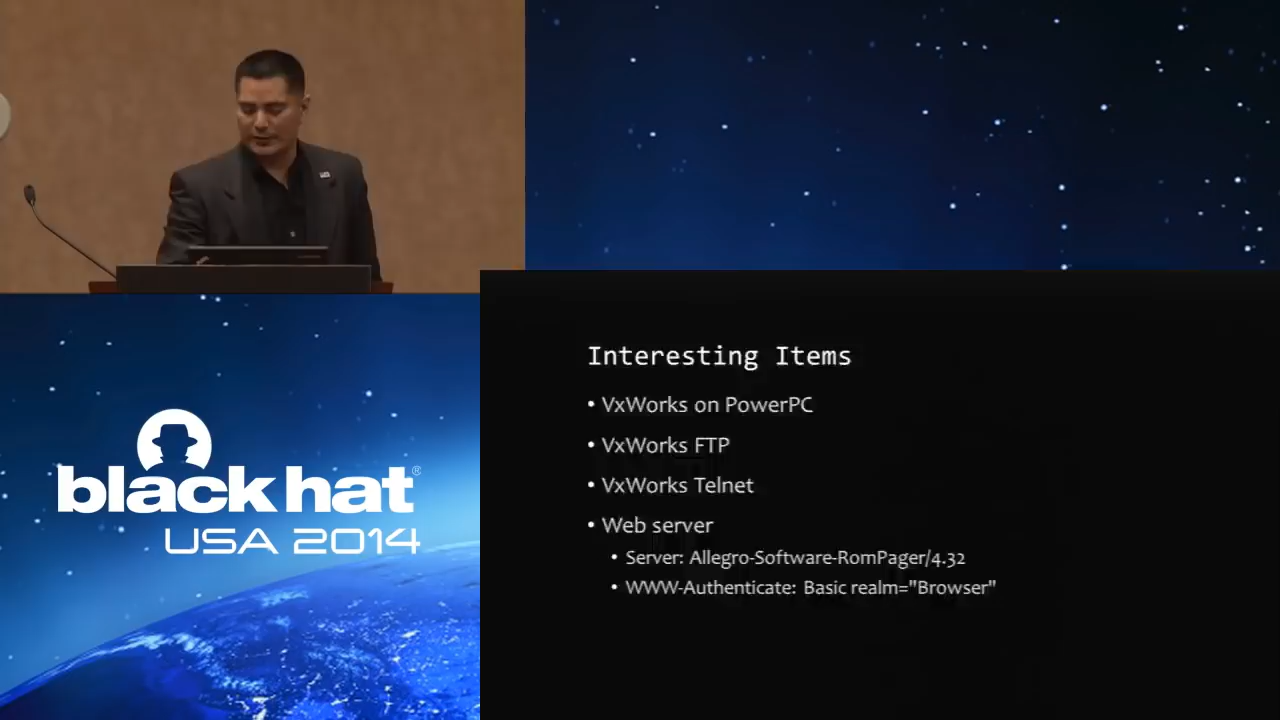 Interesting Items
• VxWorks on PowerPC
• VxWorks FTP
• VxWorks Telnet
• Web server
• Server: Allegro-Software-RomPager/4.32
• WWW-Authenticate: Basic realm="Browser"
black hat®
USA 2014